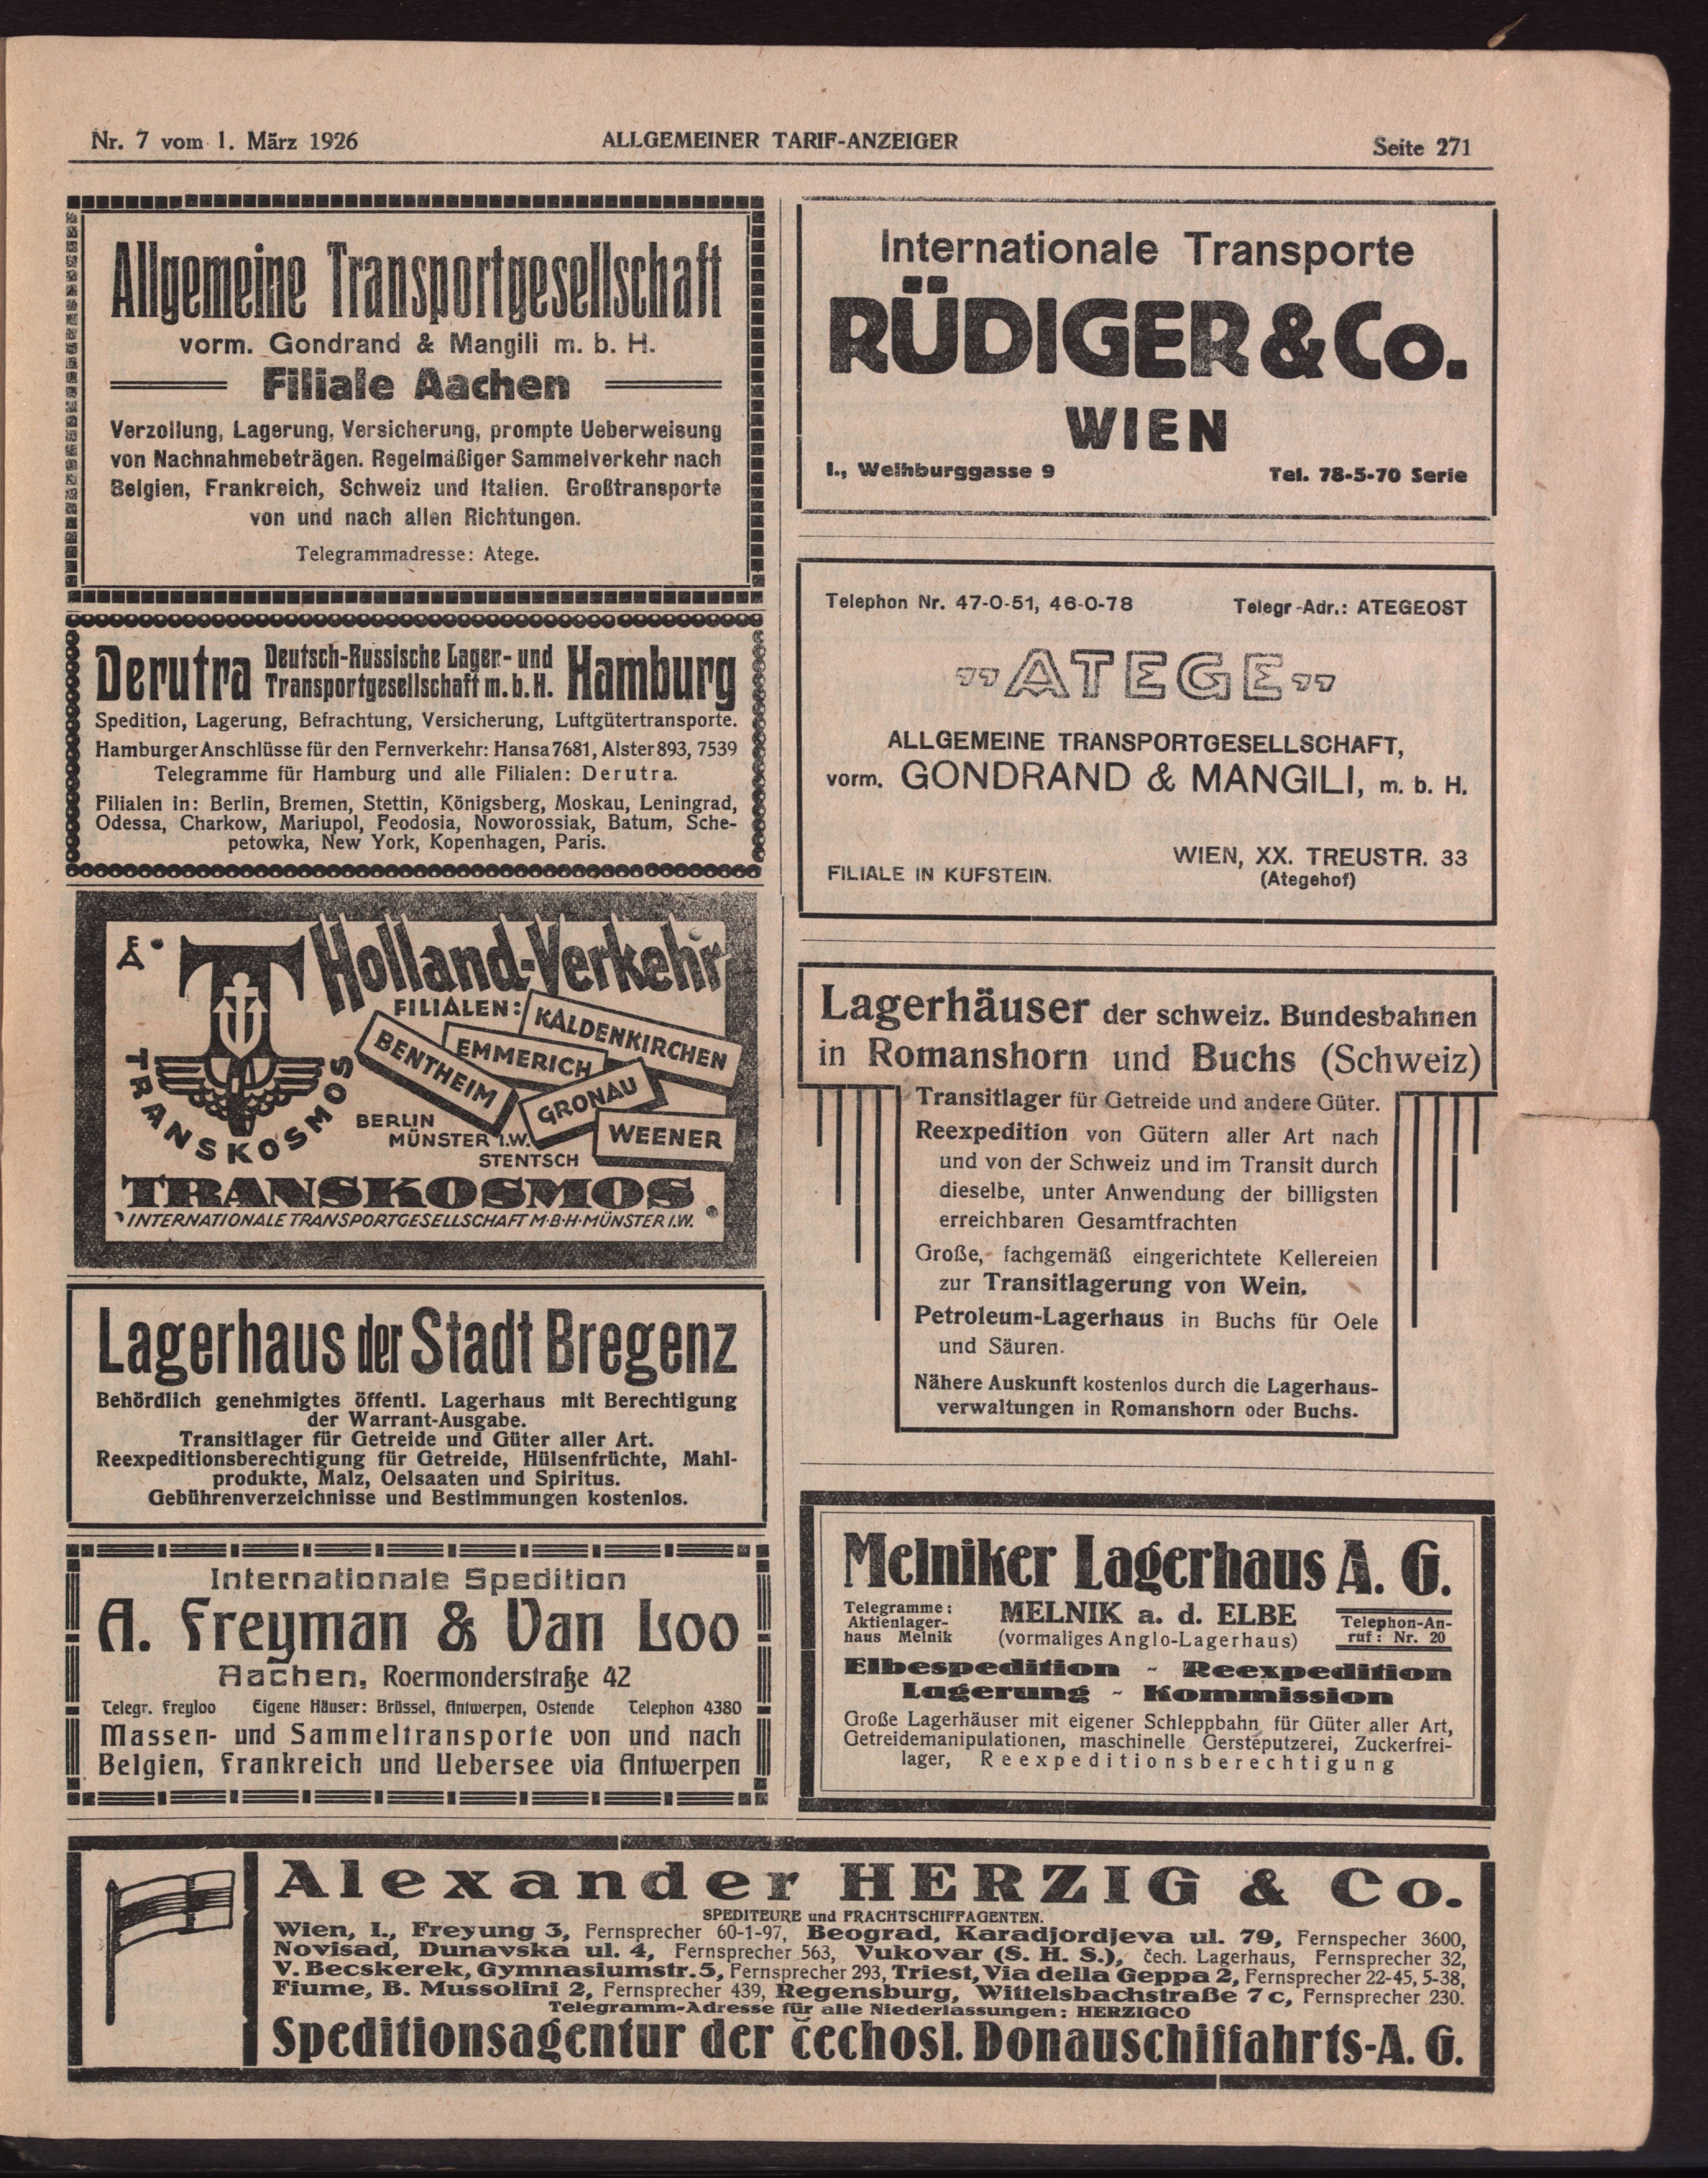 Nr. 7 vom 1. März 1926
ALLGEMEINER TARIF-ANZEIGER
Seite 271
Allgemeine Transportgesellschaft
vorm. Gondrand & Mangili m. b. H.
Filiale Aachen
Verzollung, Lagerung, Versicherung, prompte Ueberweisung
von Nachnahmebeträgen. Regelmäßiger Sammelverkehr nach
Belgien, Frankreich, Schweiz und Italien. Großtransporte
von und nach allen Richtungen.
Telegrammadresse: Atege.
Derutra Deutsch-Russische Lager- und
Transportgesellschaft m. b. H. Hamburg
Spedition, Lagerung, Befrachtung, Versicherung, Luftgütertransporte.
Hamburger Anschlüsse für den Fernverkehr: Hansa 7681, Alster 893, 7539
Telegramme für Hamburg und alle Filialen: Derutra.
Filialen in: Berlin, Bremen, Stettin, Königsberg, Moskau, Leningrad,
Odessa, Charkow, Mariupol, Feodosia, Noworossiak, Batum, Sche-
petowka, New York, Kopenhagen, Paris.
Holland-Verkehr
FILIALEN:
KALDENKIRCHEN
EMMERICH
BENTHEIM
GRONAU
WEENER
BERLIN
MÜNSTER I.W.
STENTSCH
TRANSKOSMOS
TRANSKOSMOS
INTERNATIONALE TRANSPORTGESELLSCHAFT M·B·H·MÜNSTER I.W.
Lagerhaus der Stadt Bregenz
Behördlich genehmigtes öffentl. Lagerhaus mit Berechtigung
der Warrant-Ausgabe.
Transitlager für Getreide und Güter aller Art.
Reexpeditionsberechtigung für Getreide, Hülsenfrüchte, Mahl-
produkte, Malz, Oelsaaten und Spiritus.
Gebührenverzeichnisse und Bestimmungen kostenlos.
Internationale Spedition
A. Freyman & Van Loo
Aachen, Roermonderstraße 42
Telegr. Freyloo Eigene Häuser: Brüssel, Antwerpen, Ostende Telephon 4380
Massen- und Sammeltransporte von und nach
Belgien, Frankreich und Uebersee via Antwerpen
Internationale Transporte
RÜDIGER & Co.
WIEN
I., Weihburggasse 9 Tel. 78-5-70 Serie
Telephon Nr. 47-0-51, 46-0-78 Telegr-Adr.: ATEGEOST
„ATEGE„
ALLGEMEINE TRANSPORTGESELLSCHAFT,
vorm. GONDRAND & MANGILI, m. b. H.
WIEN, XX. TREUSTR. 33
FILIALE IN KUFSTEIN. (Ategehof)
Lagerhäuser der schweiz. Bundesbahnen
in Romanshorn und Buchs (Schweiz)
Transitlager für Getreide und andere Güter.
Reexpedition von Gütern aller Art nach
und von der Schweiz und im Transit durch
dieselbe, unter Anwendung der billigsten
erreichbaren Gesamtfrachten
Große, fachgemäß eingerichtete Kellereien
zur Transitlagerung von Wein.
Petroleum-Lagerhaus in Buchs für Oele
und Säuren.
Nähere Auskunft kostenlos durch die Lagerhaus-
verwaltungen in Romanshorn oder Buchs.
Melniker Lagerhaus A. G.
Telegramme:
Aktienlager-
haus Melnik
MELNIK a. d. ELBE
(vormaliges Anglo-Lagerhaus)
Telephon-An-
ruf: Nr. 20
Elbespedition - Reexpedition
Lagerung - Kommission
Große Lagerhäuser mit eigener Schleppbahn für Güter aller Art,
Getreidemanipulationen, maschinelle Gersteputzerei, Zuckerfrei-
lager, Reexpeditionsberechtigung
Alexander HERZIG & Co.
SPEDITEURE und FRACHTSCHIFFAGENTEN.
Wien, I., Freyung 3, Fernsprecher 60-1-97, Beograd, Karadjordjeva ul. 79, Fernspecher 3600,
Novisad, Dunavska ul. 4, Fernsprecher 563, Vukovar (S. H. S.), čech. Lagerhaus, Fernsprecher 32,
V. Becskerek, Gymnasiumstr. 5, Fernsprecher 293, Triest, Via della Geppa 2, Fernsprecher 22-45, 5-38,
Fiume, B. Mussolini 2, Fernsprecher 439, Regensburg, Wittelsbachstraße 7 c, Fernsprecher 230.
Telegramm-Adresse für alle Niederlassungen: HERZIGCO
Speditionsagentur der čechosl. Donauschiffahrts-A. G.